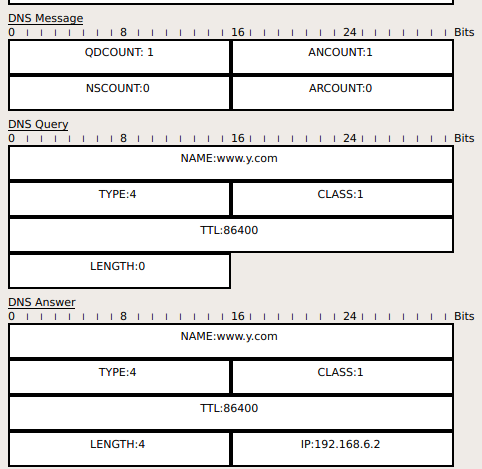 DNS Message
0 8 16 24 Bits
QDCOUNT: 1 ANCOUNT:1
NSCOUNT:0 ARCOUNT:0
DNS Query
0 8 16 24 Bits
NAME:www.y.com
TYPE:4 CLASS:1
TTL:86400
LENGTH:0
DNS Answer
0 8 16 24 Bits
NAME:www.y.com
TYPE:4 CLASS:1
TTL:86400
LENGTH:4 IP:192.168.6.2